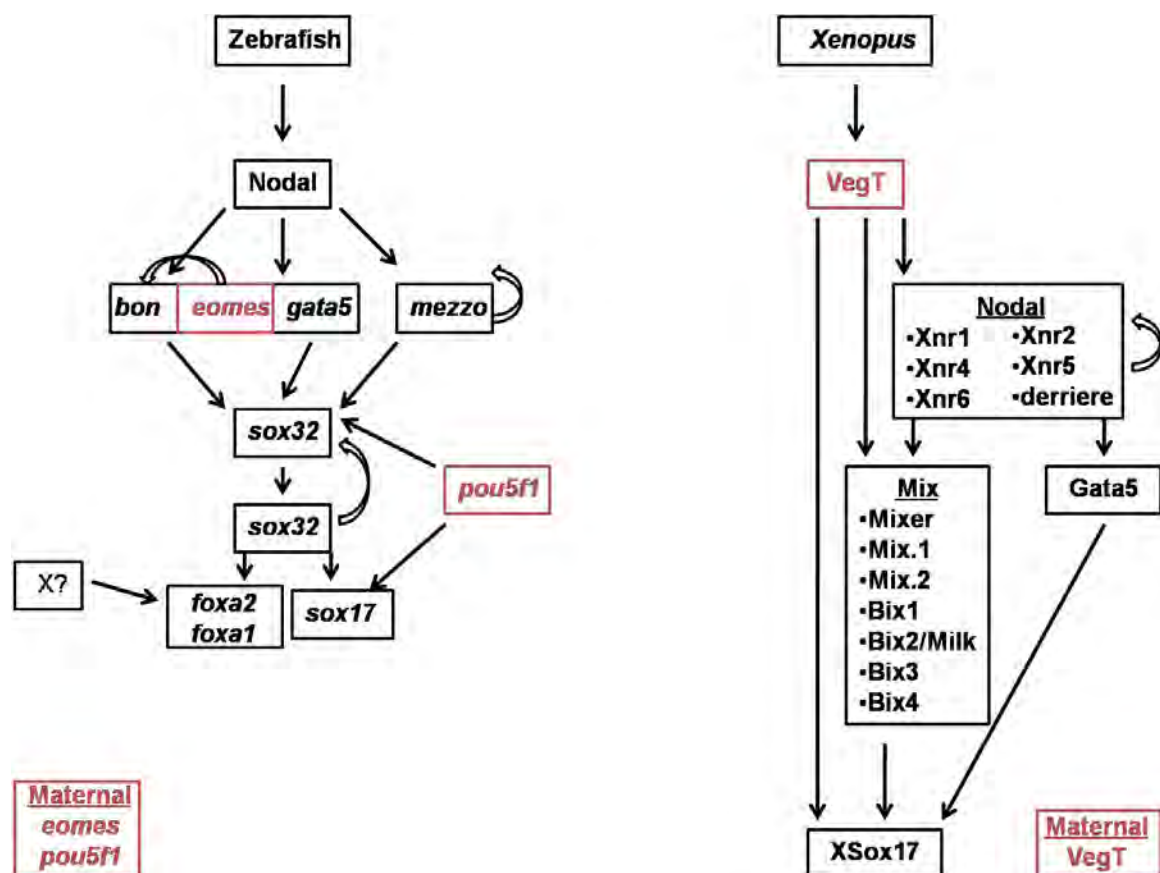 Zebrafish
Nodal
bon eomes gata5
mezzo
sox32
sox32
pou5f1
X?
foxa2
foxa1
sox17
Maternal
eomes
pou5f1
Xenopus
VegT
Nodal
•Xnr1 •Xnr2
•Xnr4 •Xnr5
•Xnr6 •derriere
Mix
•Mixer
•Mix.1
•Mix.2
•Bix1
•Bix2/Milk
•Bix3
•Bix4
Gata5
XSox17
Maternal
VegT